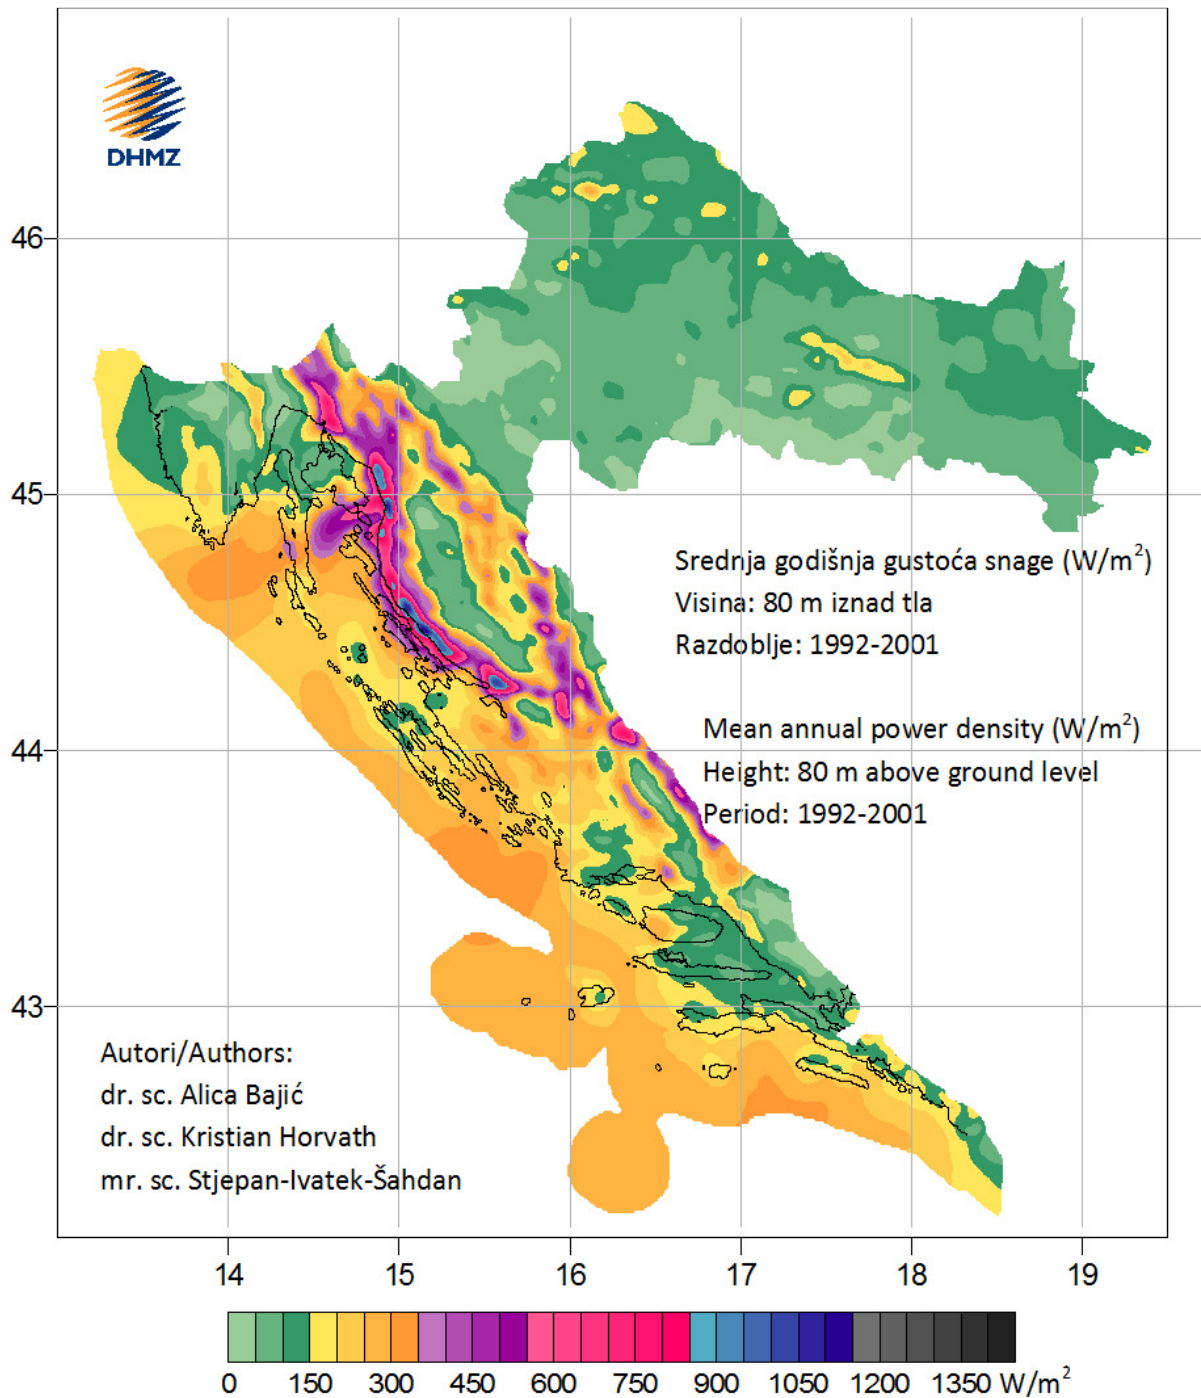 DHMZ
46
45
44
43
Srednja godišnja gustoća snage (W/m²)
Visina: 80 m iznad tla
Razdoblje: 1992-2001
Mean annual power density (W/m²)
Height: 80 m above ground level
Period: 1992-2001
Autori/Authors:
dr. sc. Alica Bajić
dr. sc. Kristian Horvath
mr. sc. Stjepan-Ivatek-Šahdan
14 15 16 17 18 19
0 150 300 450 600 750 900 1050 1200 1350 W/m²